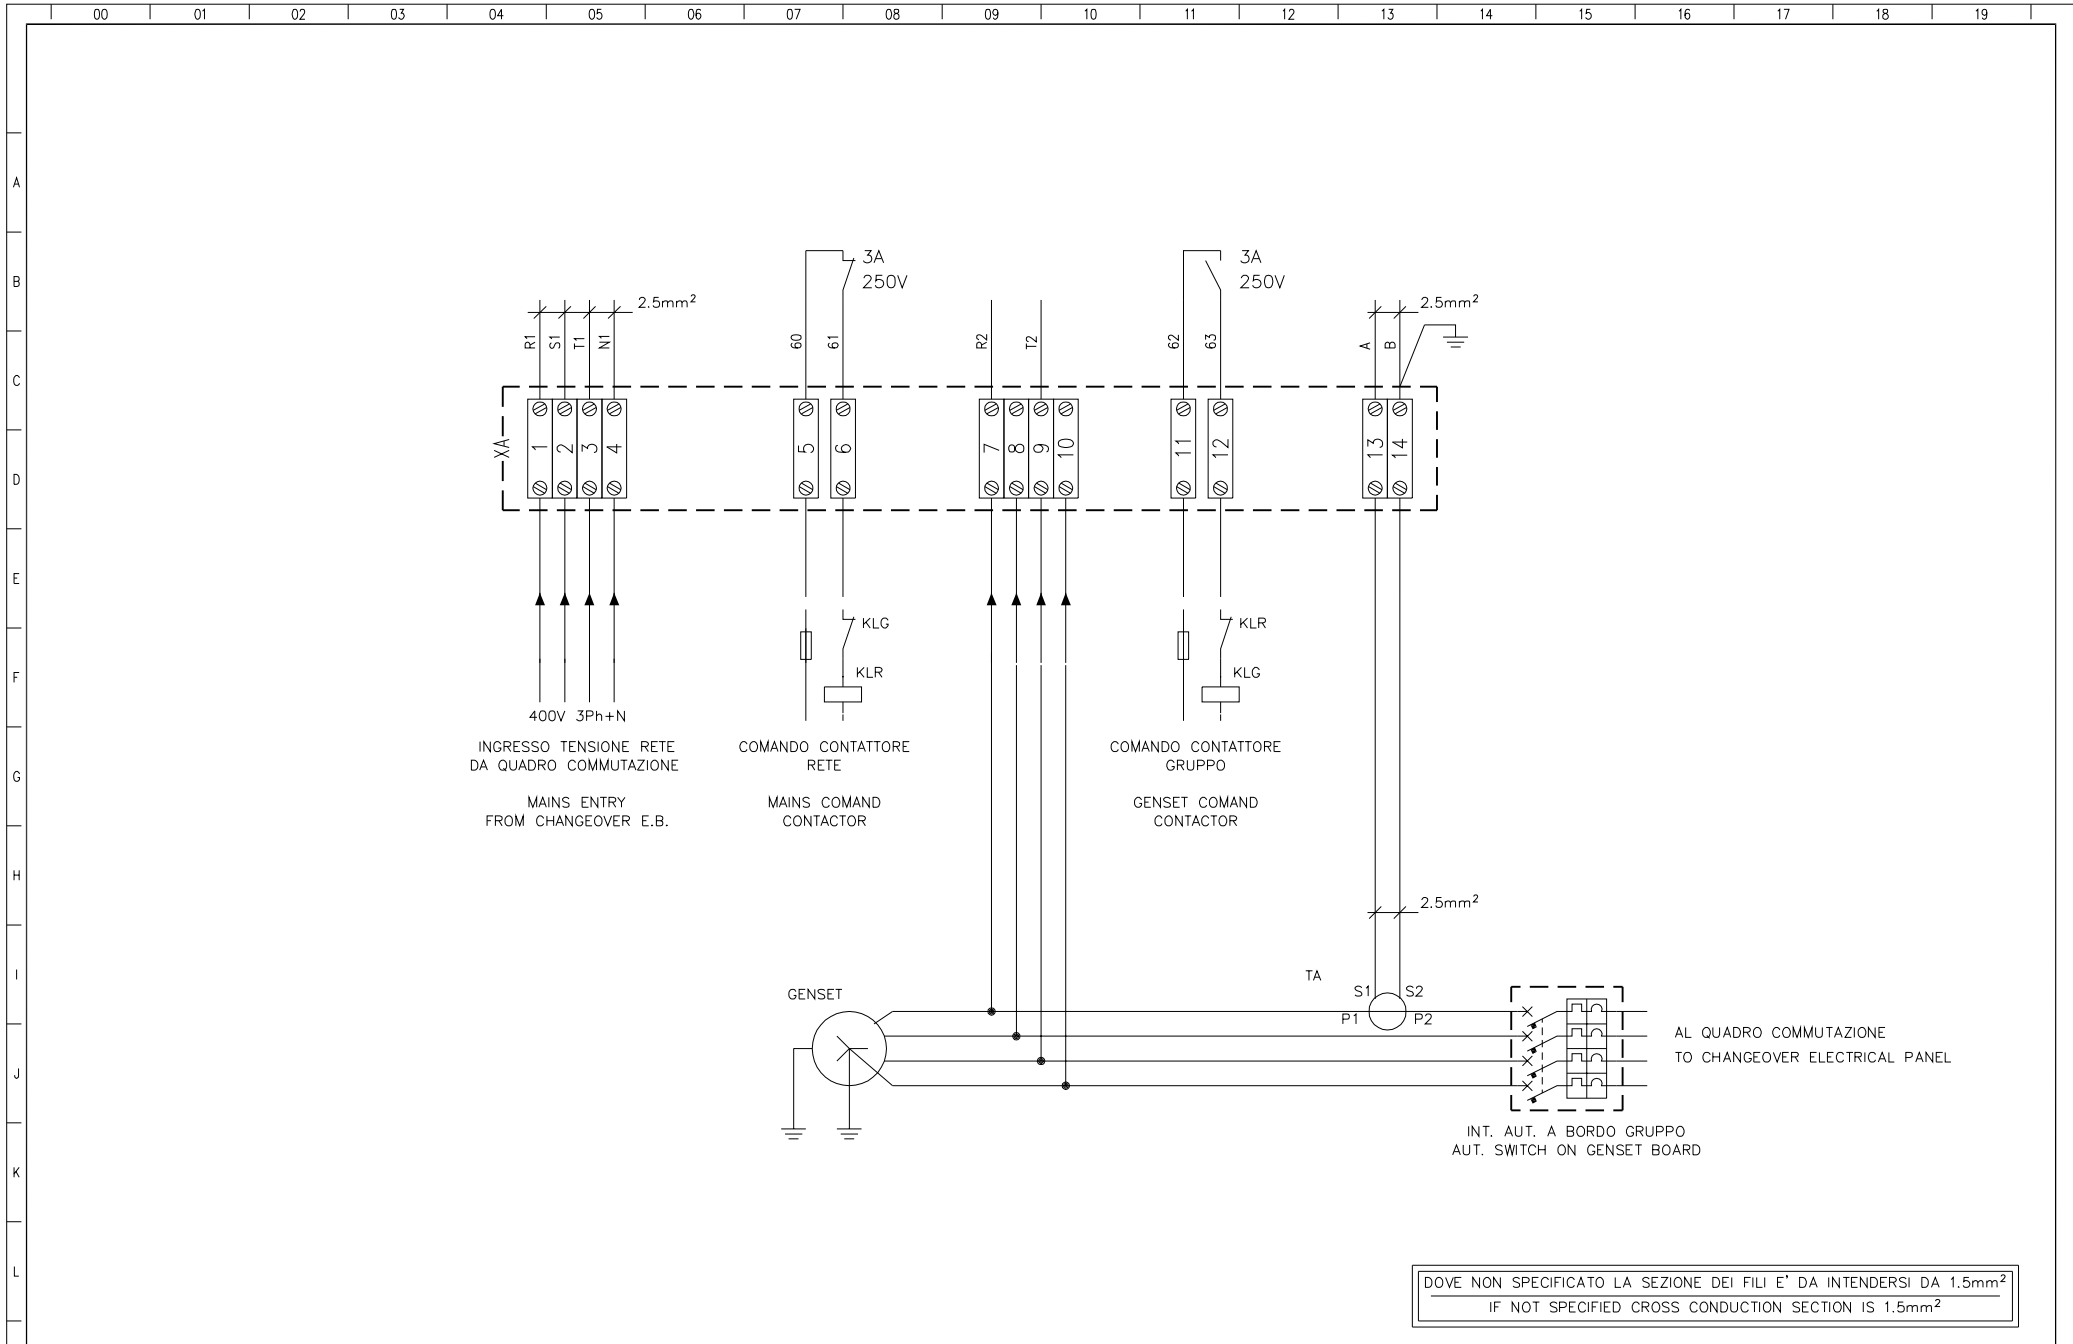 00 01 02 03 04 05 06 07 08 09 10 11 12 13 14 15 16 17 18 19
A
B
C
D
E
F
G
H
I
J
K
L
3A
250V
3A
250V
2.5mm²
2.5mm²
R1 S1 T1 N1 60 61 R2 T2 62 63 A B
XA
1 2 3 4 5 6 7 8 9 10 11 12 13 14
KLG
KLR
KLR
KLG
400V 3Ph+N
INGRESSO TENSIONE RETE
DA QUADRO COMMUTAZIONE
MAINS ENTRY
FROM CHANGEOVER E.B.
COMANDO CONTATTORE
RETE
MAINS COMAND
CONTACTOR
COMANDO CONTATTORE
GRUPPO
GENSET COMAND
CONTACTOR
2.5mm²
TA
S1 S2
P1 P2
GENSET
AL QUADRO COMMUTAZIONE
TO CHANGEOVER ELECTRICAL PANEL
INT. AUT. A BORDO GRUPPO
AUT. SWITCH ON GENSET BOARD
DOVE NON SPECIFICATO LA SEZIONE DEI FILI E' DA INTENDERSI DA 1.5mm²
IF NOT SPECIFIED CROSS CONDUCTION SECTION IS 1.5mm²